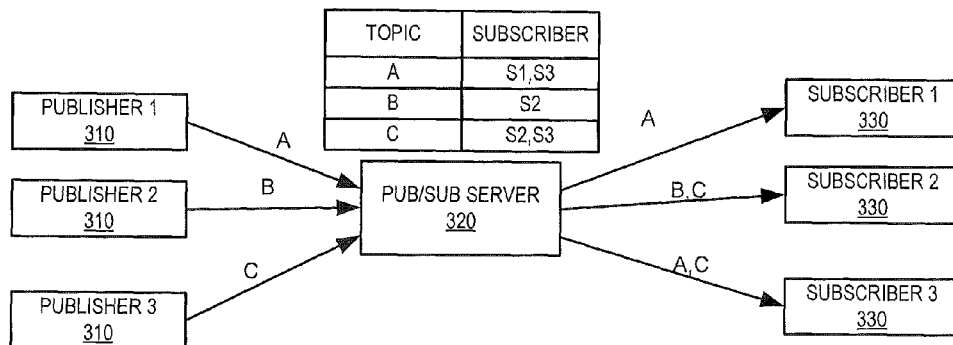 TOPIC SUBSCRIBER
A S1,S3
B S2
C S2,S3
PUBLISHER 1
310
A
PUBLISHER 2
310
B
PUBLISHER 3
310
C
PUB/SUB SERVER
320
A
SUBSCRIBER 1
330
B,C
SUBSCRIBER 2
330
A,C
SUBSCRIBER 3
330